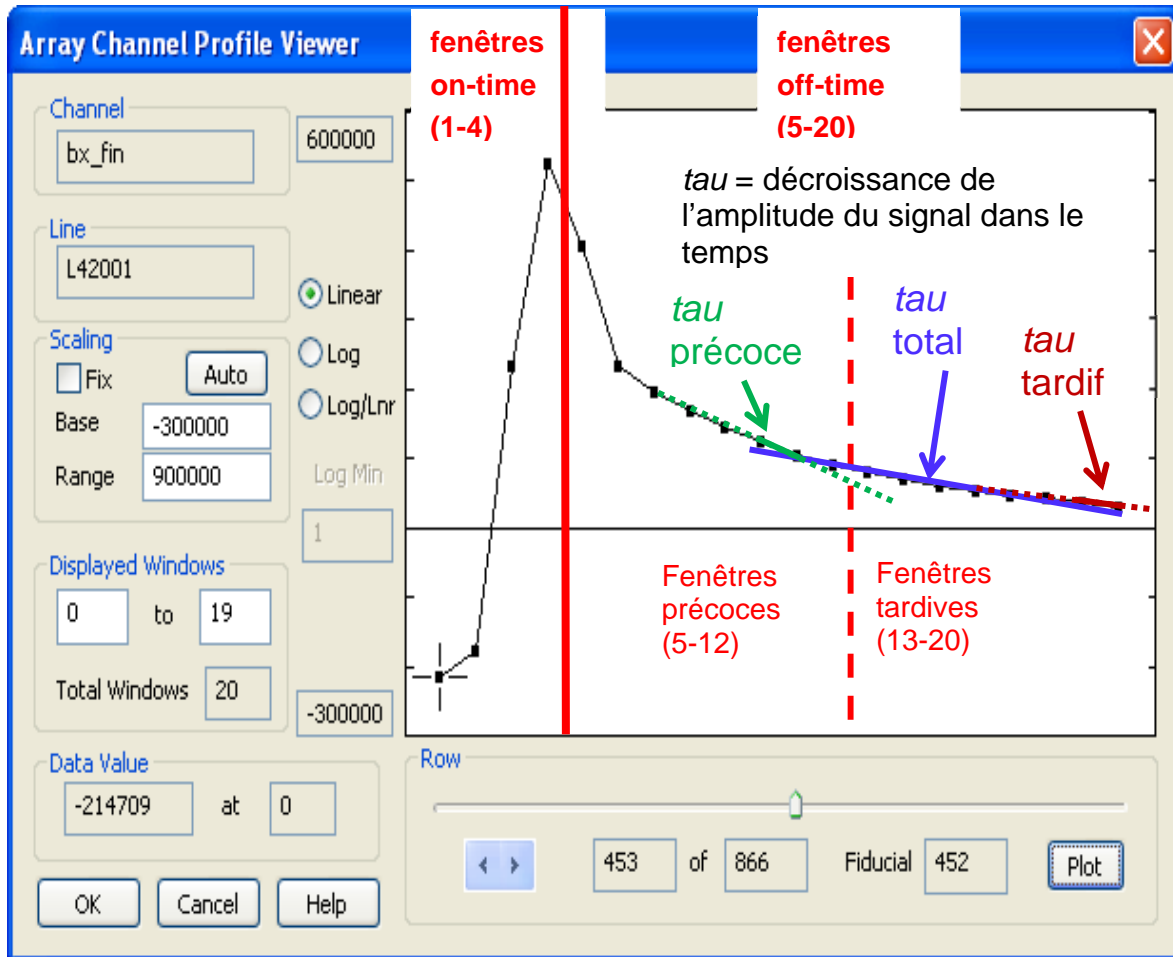 Array Channel Profile Viewer
fenêtres
on-time
(1-4)
fenêtres
off-time
(5-20)
Channel
bx_fin
600000
Line
L42001
Linear
Log
Log/Lnr
Scaling
Fix
Auto
Base
-300000
Range
900000
Log Min
1
Displayed Windows
0
to
19
Total Windows
20
-300000
tau = décroissance de
l'amplitude du signal dans le
temps
tau
précoce
tau
total
tau
tardif
Fenêtres
précoces
(5-12)
Fenêtres
tardives
(13-20)
Data Value
-214709
at
0
Row
453
of
866
Fiducial
452
Plot
OK
Cancel
Help